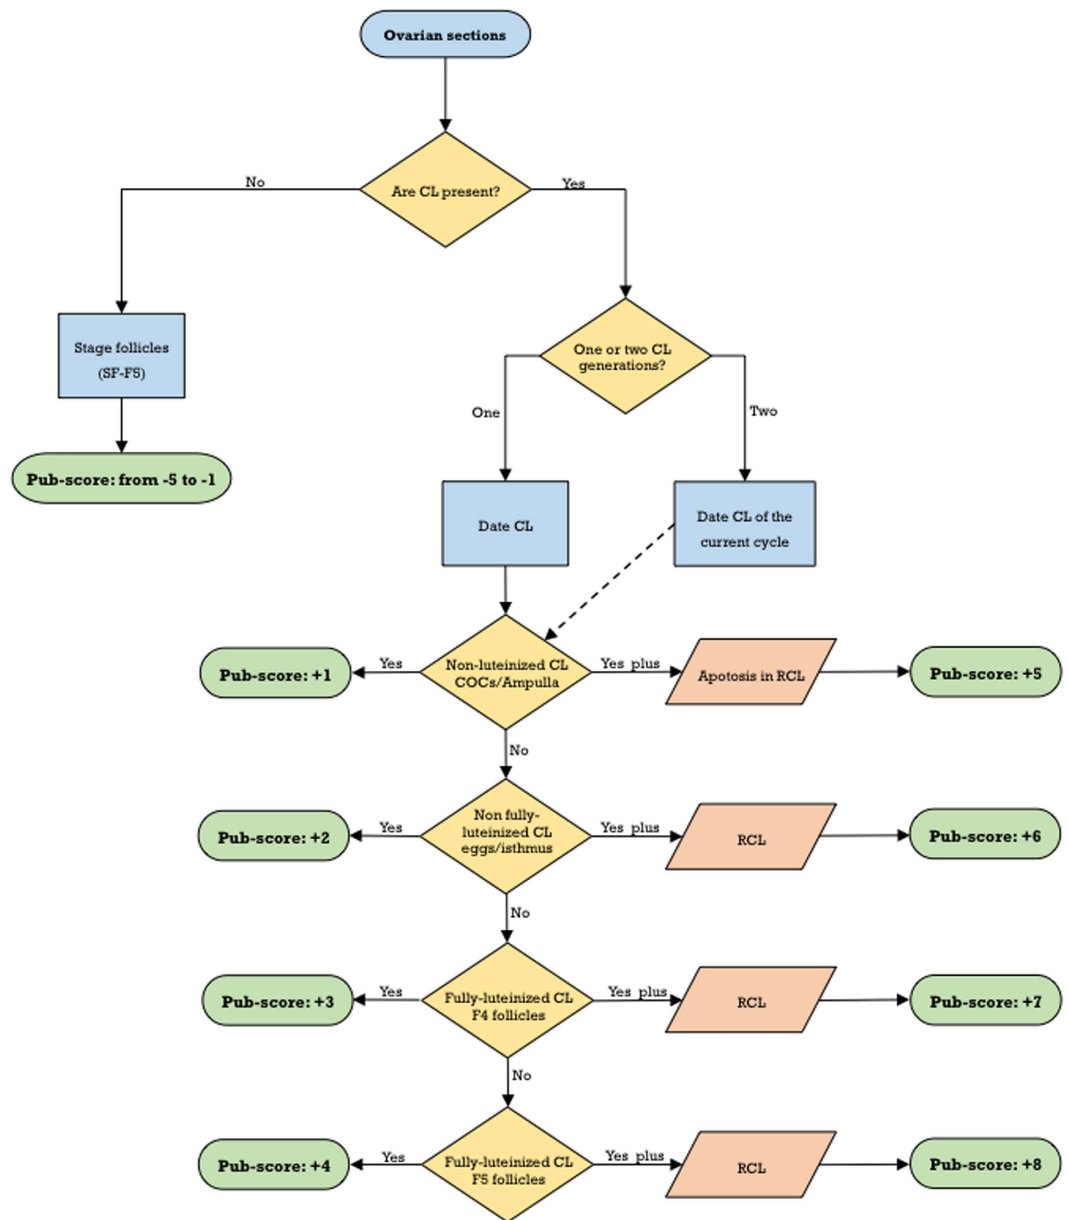 Ovarian sections
Are CL present?
No
Yes
Stage follicles
(SF-F5)
Pub-score: from -5 to -1
One or two CL
generations?
One
Two
Date CL
Date CL of the
current cycle
Non-luteinized CL
COCs/Ampulla
Yes
Pub-score: +1
Yes plus
Apotosis in RCL
Pub-score: +5
No
Non fully-
luteinized CL
eggs/isthmus
Yes
Pub-score: +2
Yes plus
RCL
Pub-score: +6
No
Fully-luteinized CL
F4 follicles
Yes
Pub-score: +3
Yes plus
RCL
Pub-score: +7
No
Fully-luteinized CL
F5 follicles
Yes
Pub-score: +4
Yes plus
RCL
Pub-score: +8